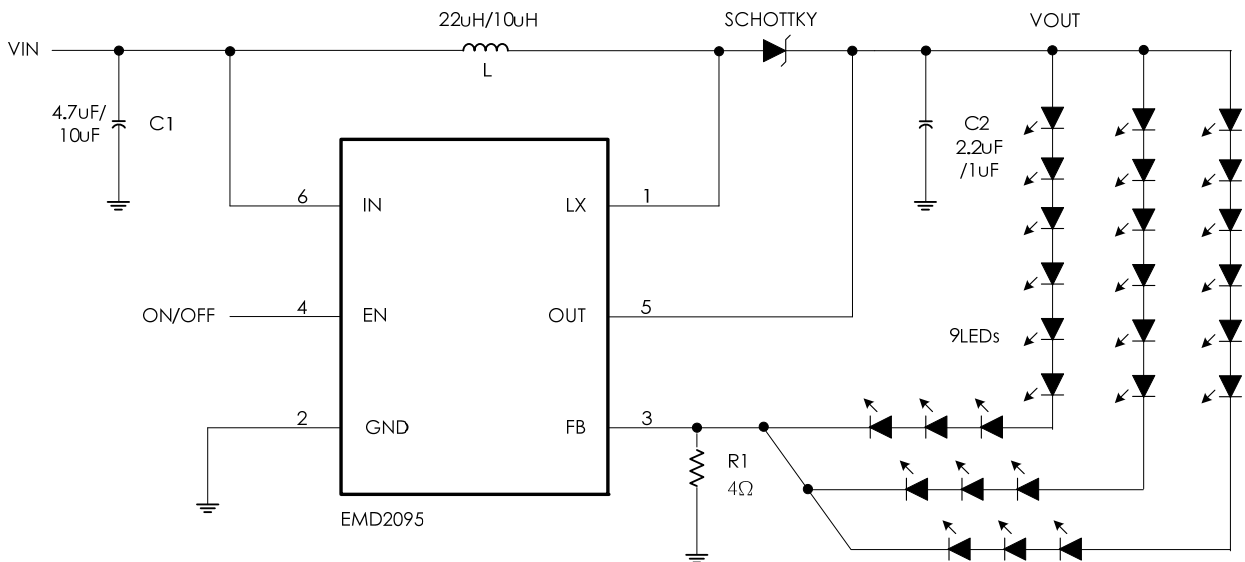 22uH/10uH
SCHOTTKY
VOUT
VIN
L
4.7uF/
10uF
C1
C2
2.2uF
/1uF
6
IN
LX
1
ON/OFF
4
EN
OUT
5
9LEDs
2
GND
FB
3
R1
4Ω
EMD2095